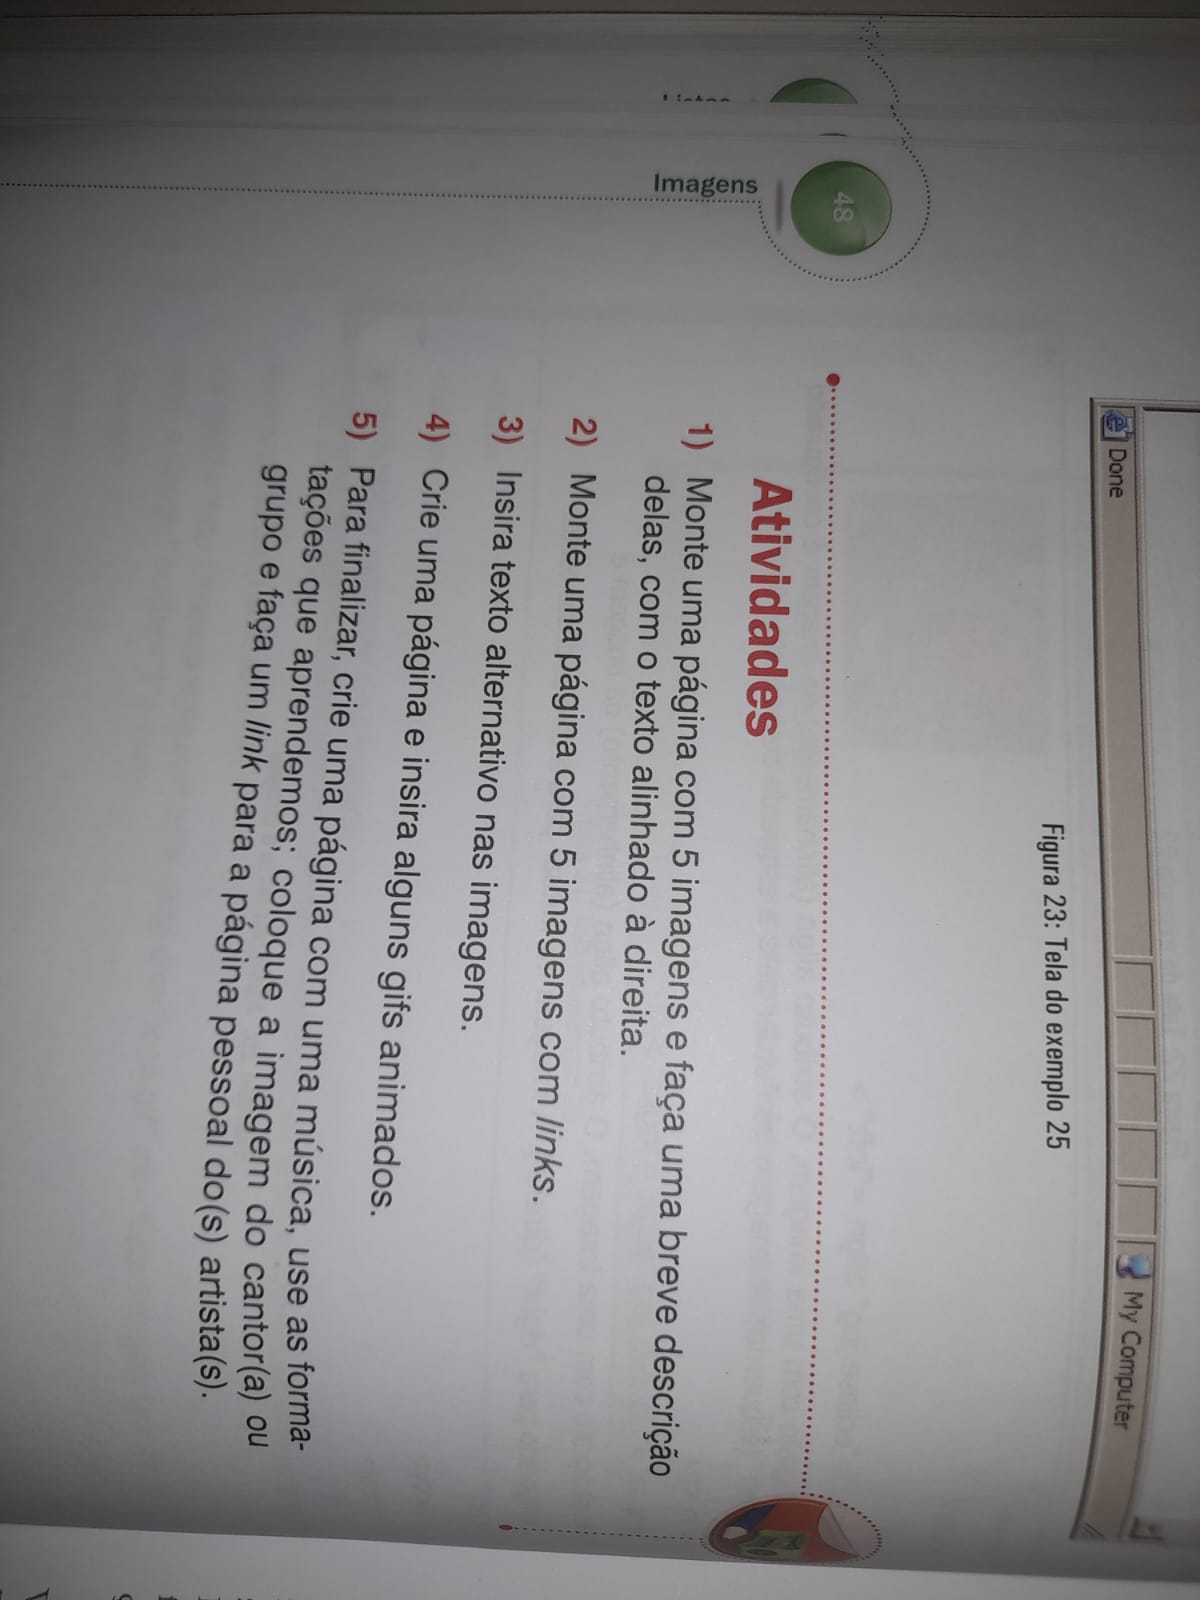 Done
My Computer
Figura 23: Tela do exemplo 25
48
Imagens
Atividades
1) Monte uma página com 5 imagens e faça uma breve descrição
delas, com o texto alinhado à direita.
2) Monte uma página com 5 imagens com links.
3) Insira texto alternativo nas imagens.
4) Crie uma página e insira alguns gifs animados.
5) Para finalizar, crie uma página com uma música, use as forma-
tações que aprendemos; coloque a imagem do cantor(a) ou
grupo e faça um link para a página pessoal do(s) artista(s).